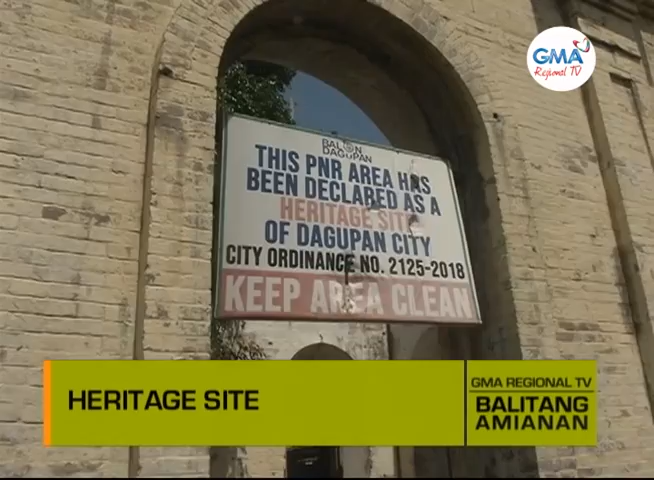 GMA
Regional TV
BALON
DAGUPAN
THIS PNR AREA HAS
BEEN DECLARED AS A
HERITAGE SITE
OF DAGUPAN CITY
CITY ORDINANCE NO. 2125-2018
KEEP AREA CLEAN
HERITAGE SITE
GMA REGIONAL TV
BALITANG
AMIANAN